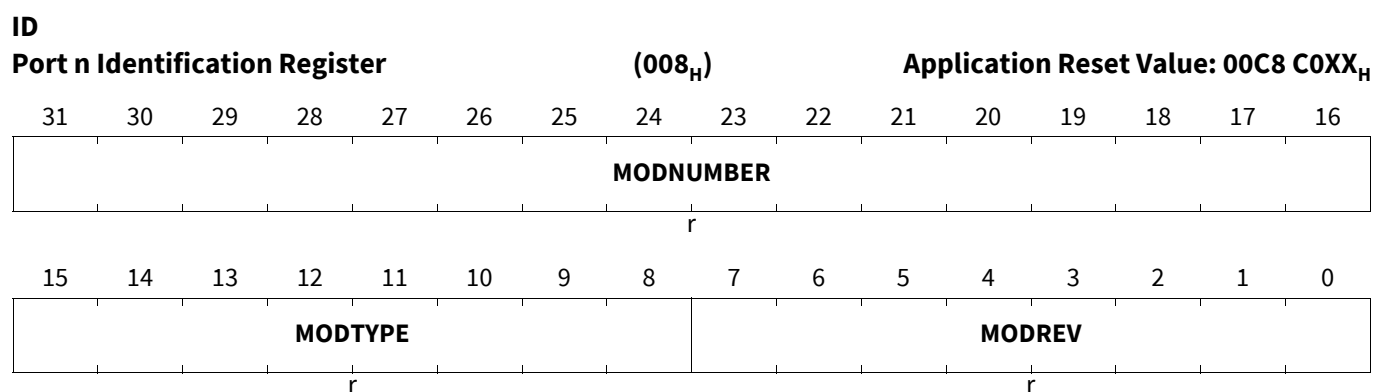 ID
Port n Identification Register (008H) Application Reset Value: 00C8 C0XXH
31 30 29 28 27 26 25 24 23 22 21 20 19 18 17 16
MODNUMBER
r
15 14 13 12 11 10 9 8 7 6 5 4 3 2 1 0
MODTYPE MODREV
r r